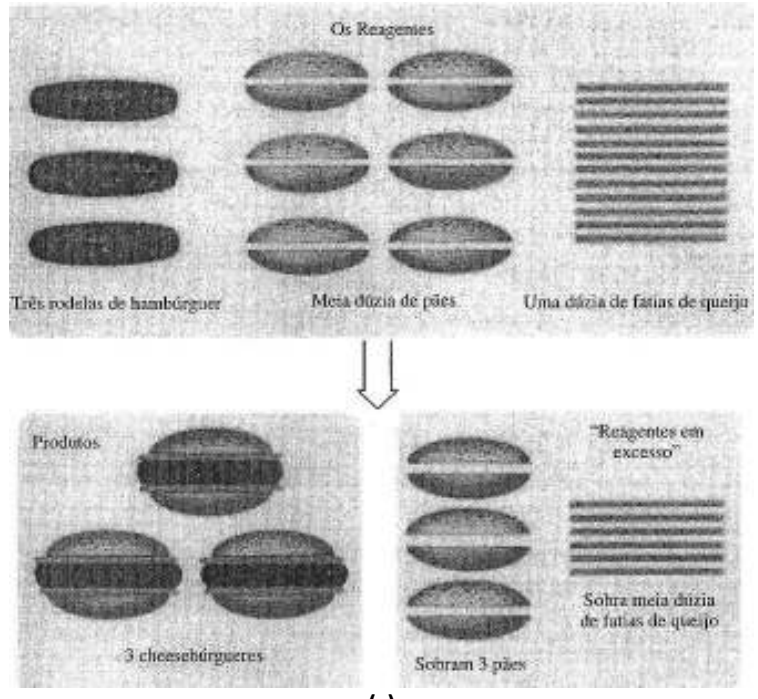 Os Reagentes
Três rodelas de hambúrguer
Meia dúzia de pães
Uma dúzia de fatias de queijo
Produtos
3 cheesebúrgueres
Sobram 3 pães
"Reagentes em
excesso"
Sobra meia dúzia
de fatias de queijo